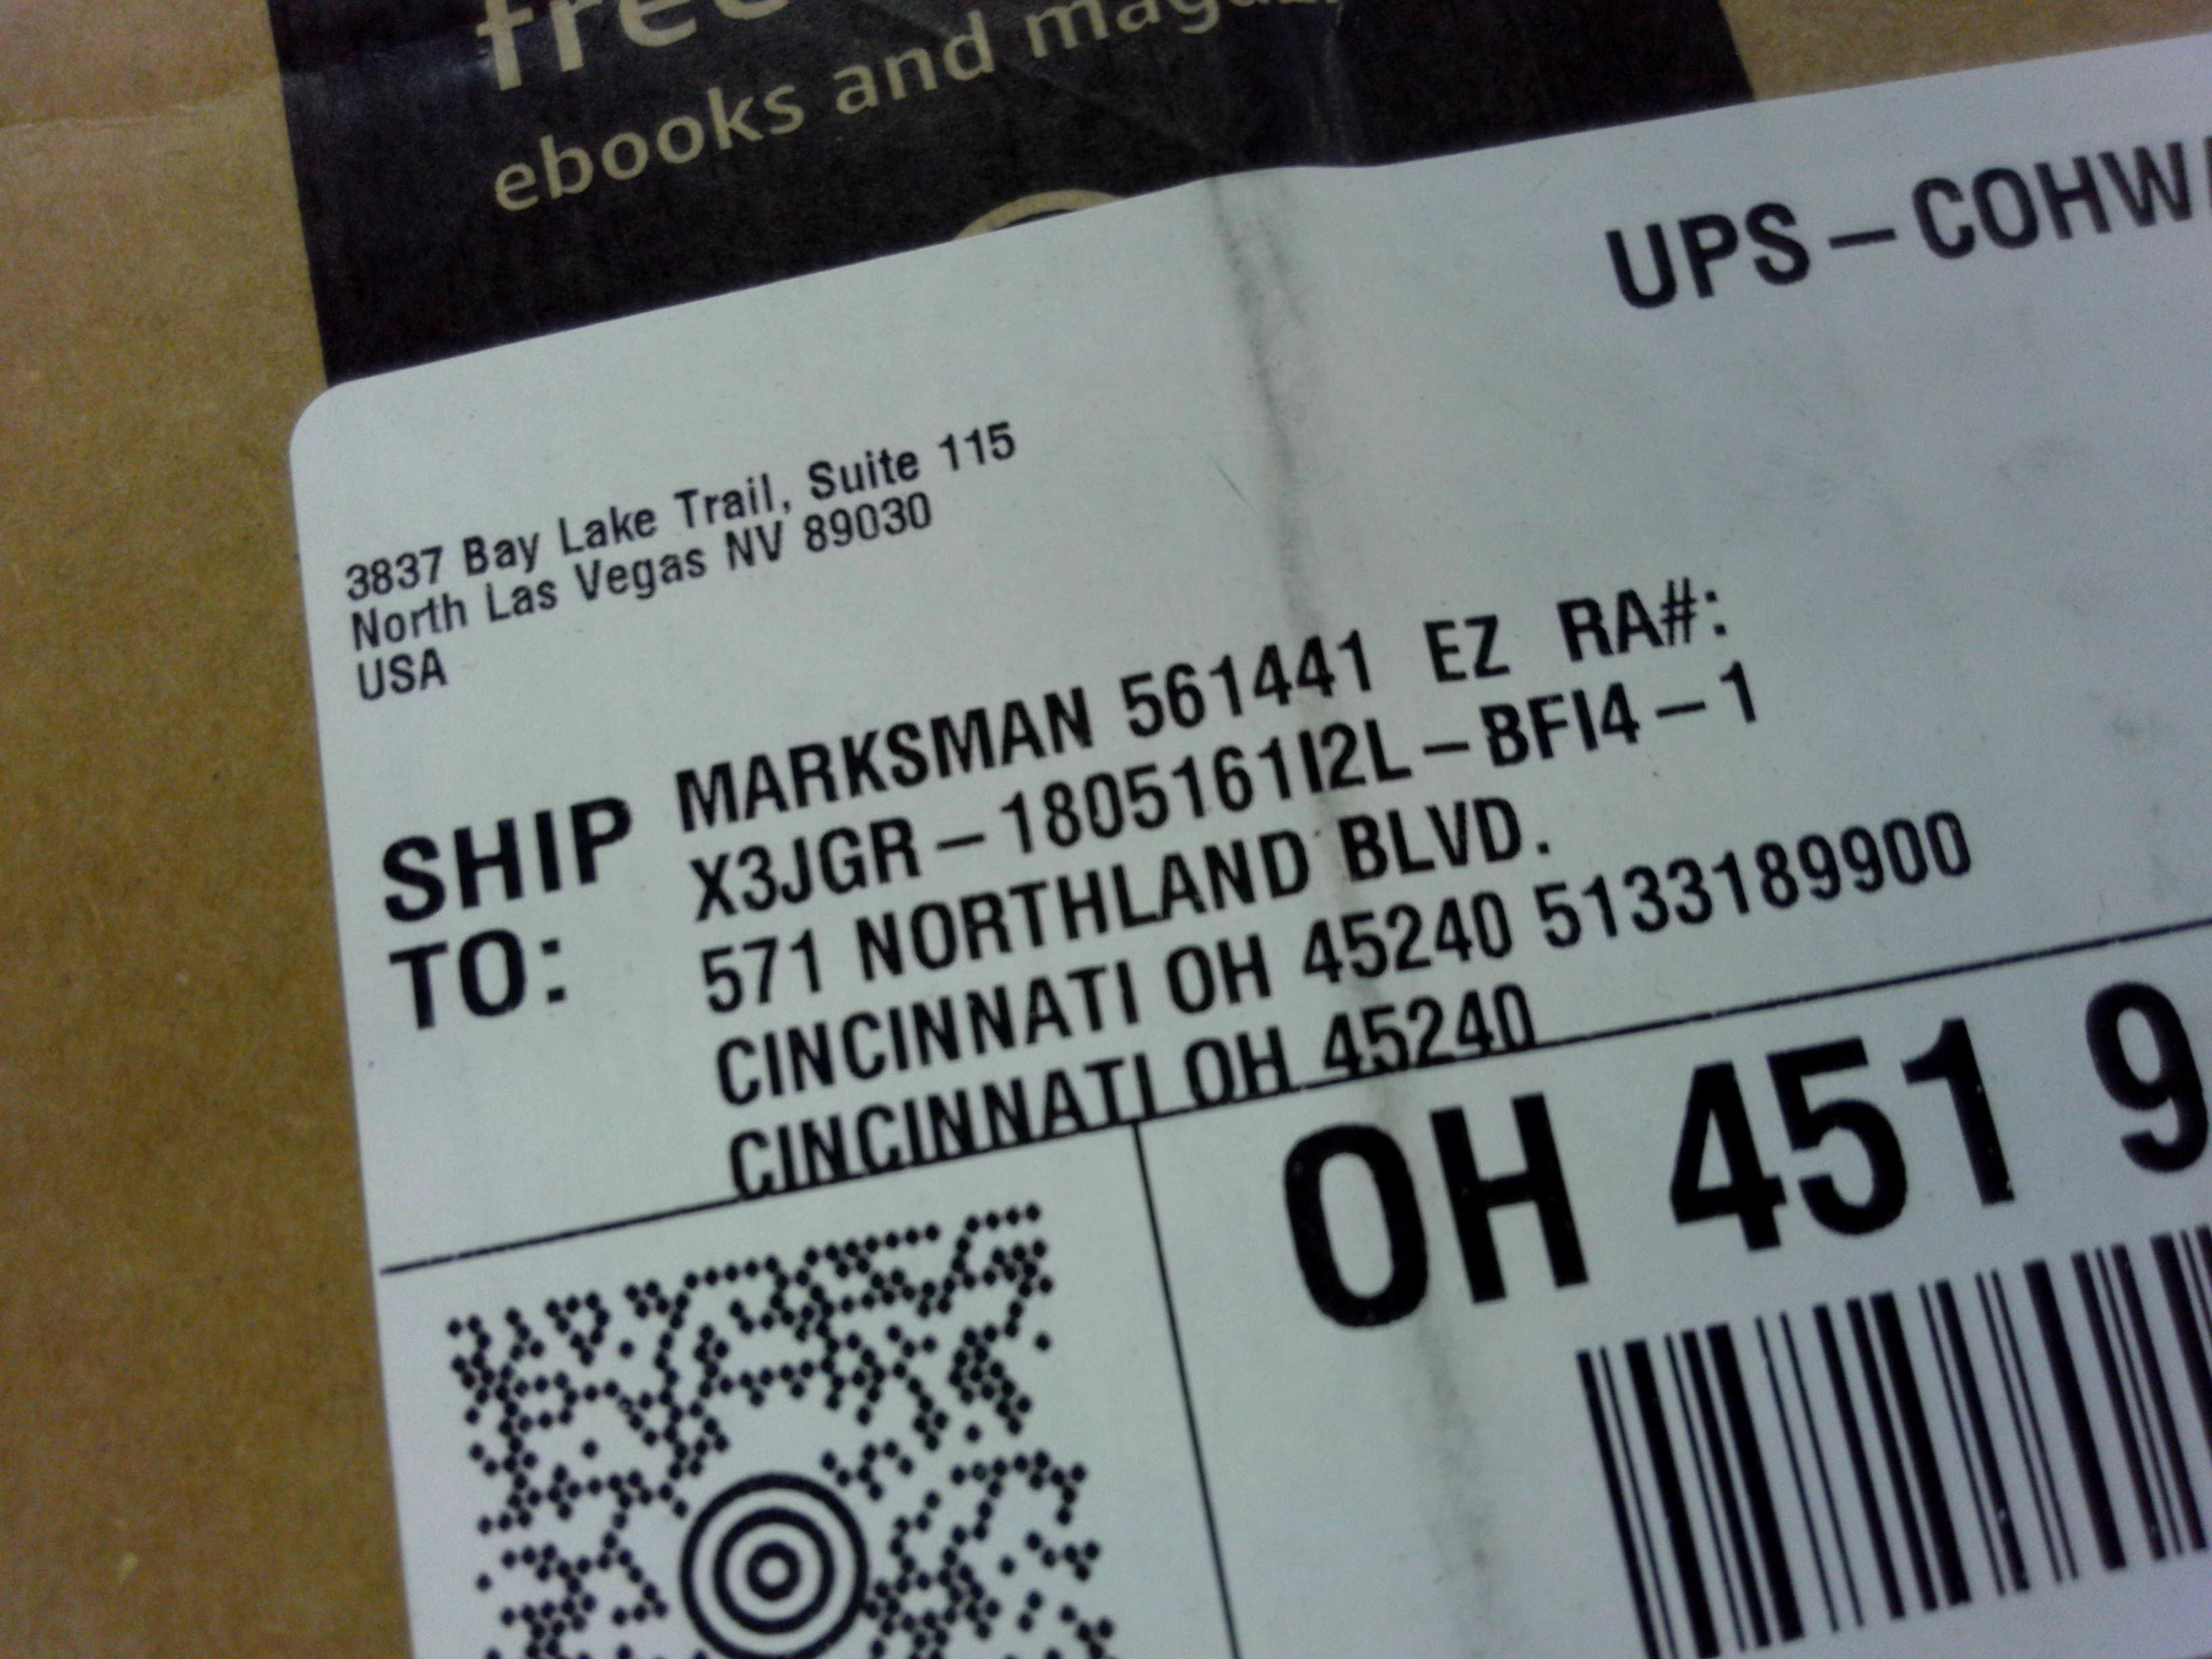 free
ebooks and
UPS-COHW
3837 Bay Lake Trail, Suite 115
North Las Vegas NV 89030
USA
SHIP TO:
MARKSMAN 561441 EZ RA#:
X3JGR-1805161I2L-BFI4-1
571 NORTHLAND BLVD.
CINCINNATI OH 45240 5133189900
CINCINNATI OH 45240
OH 451 9